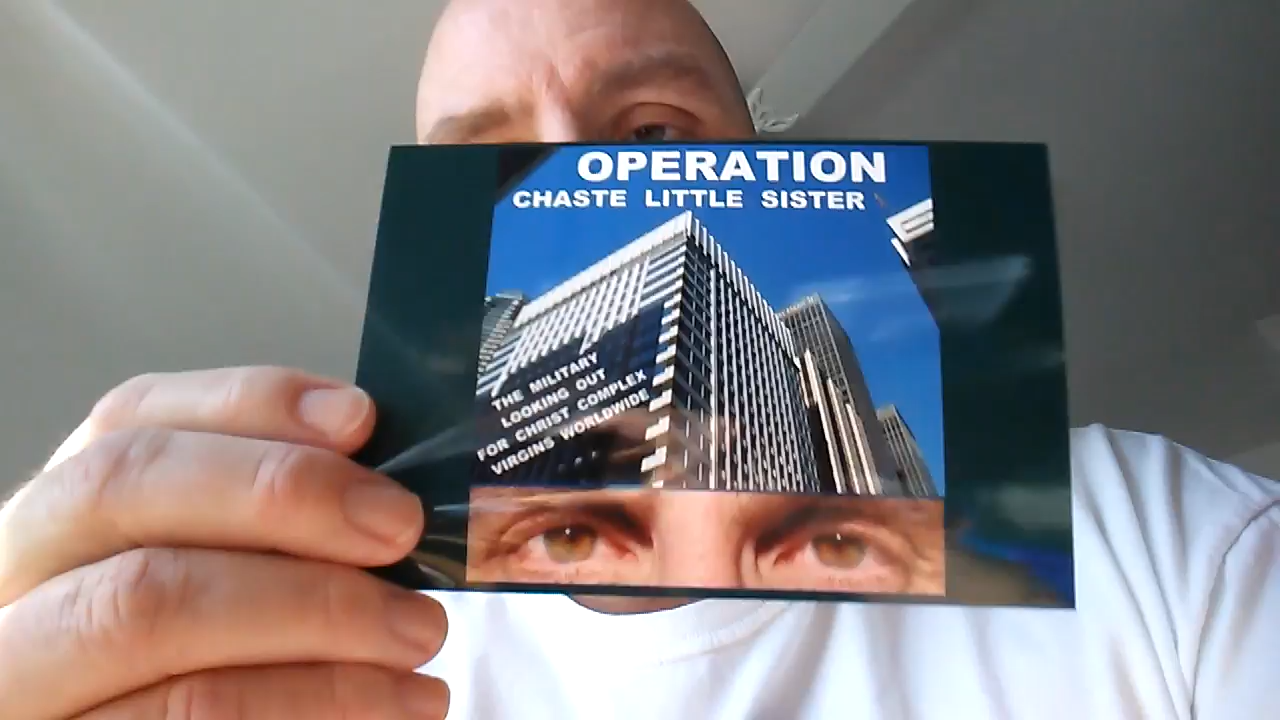 OPERATION
CHASTE LITTLE SISTER
THE MILITARY
LOOKING OUT
FOR CHRIST COMPLEX
VIRGINS WORLDWIDE